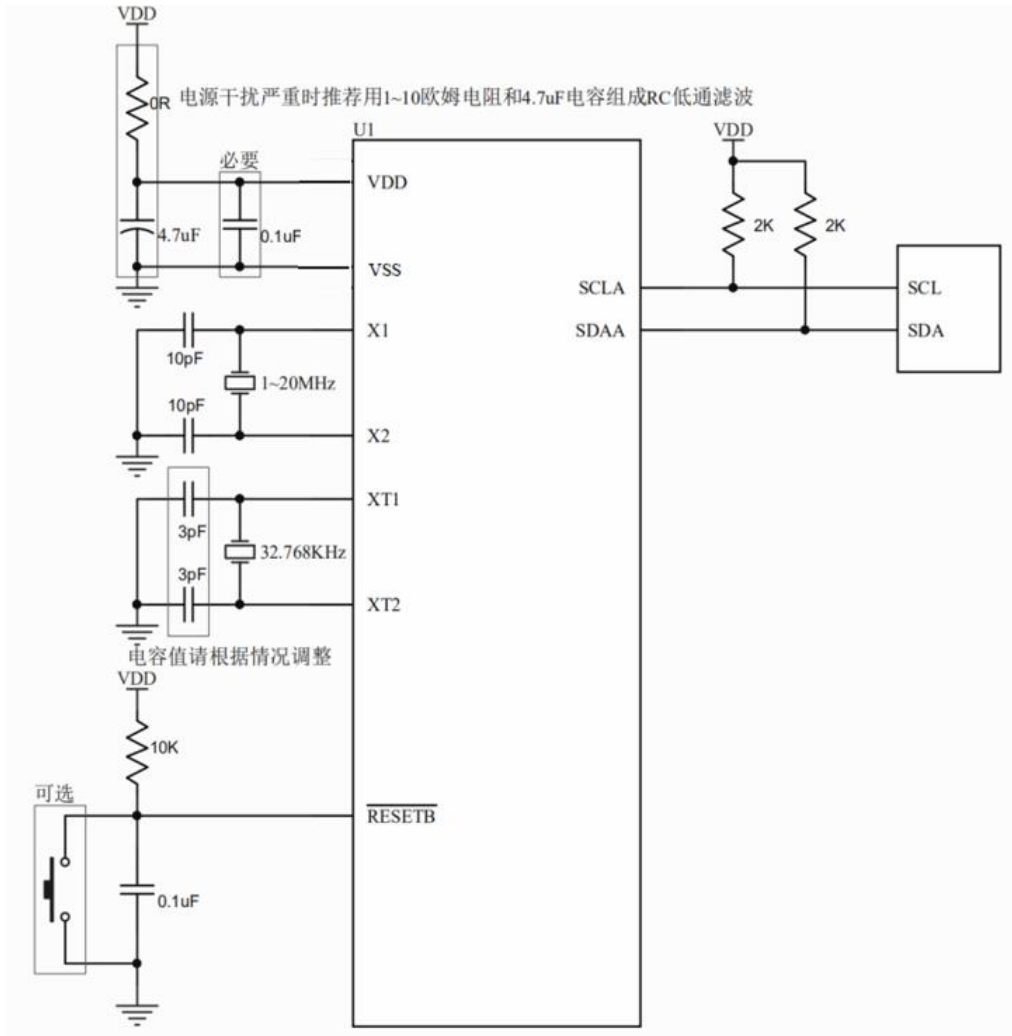 VDD
0R
电源干扰严重时推荐用1~10欧姆电阻和4.7uF电容组成RC低通滤波
U1
必要
VDD
4.7uF
0.1uF
VSS
VDD
2K
2K
SCLA
SCL
SDAA
SDA
X1
10pF
1~20MHz
10pF
X2
XT1
3pF
32.768KHz
3pF
XT2
电容值请根据情况调整
VDD
10K
可选
RESETB
0.1uF